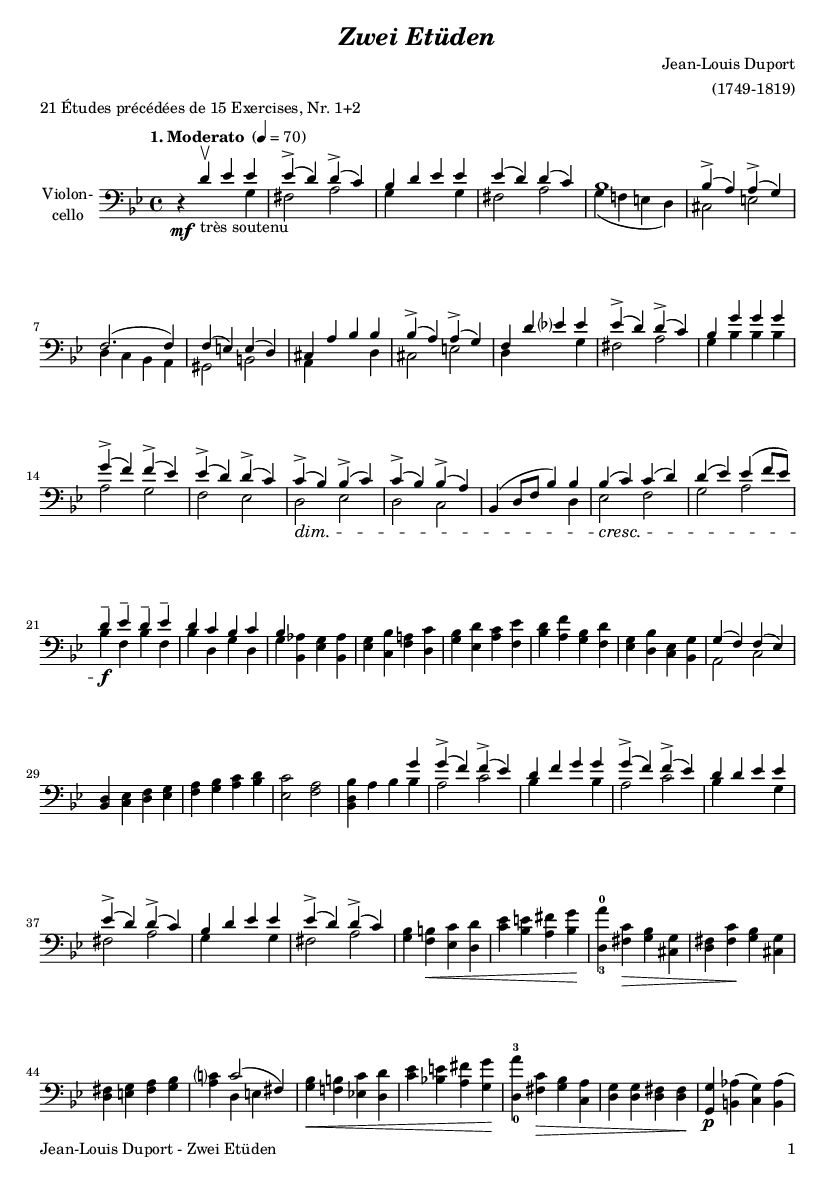 Zwei Etüden
Jean-Louis Duport
(1749-1819)
21 Études précédées de 15 Exercises, Nr. 1+2
1. Moderato (♩ = 70)
Violon-
cello
mf très soutenu
7
14
dim.
cresc.
21
f
29
37
0
3
44
3
0
p
Jean-Louis Duport - Zwei Etüden 1